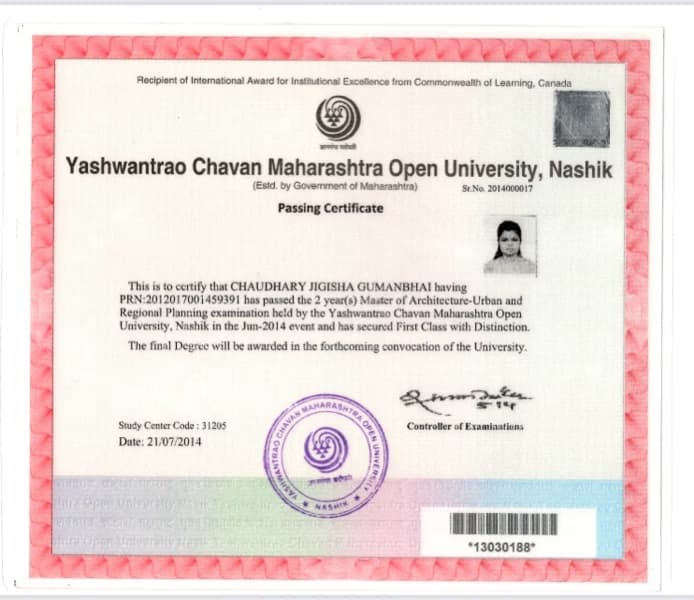 Recipient of International Award for Institutional Excellence from Commonwealth of Learning, Canada
Yashwantrao Chavan Maharashtra Open University, Nashik
(Estd. by Government of Maharashtra)
Sr.No. 2014000017
Passing Certificate
This is to certify that CHAUDHARY JIGISHA GUMANBHAI having
PRN:2012017001459391 has passed the 2 year(s) Master of Architecture-Urban and
Regional Planning examination held by the Yashwantrao Chavan Maharashtra Open
University, Nashik in the Jun-2014 event and has secured First Class with Distinction.
The final Degree will be awarded in the forthcoming convocation of the University.
Study Center Code : 31205
Date: 21/07/2014
YASHWANTRAO CHAVAN MAHARASHTRA OPEN UNIVERSITY
NASHIK
Controller of Examinations
*13030188*